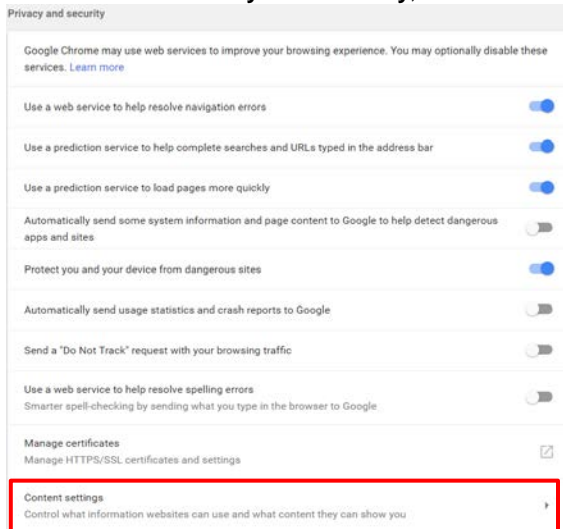 Privacy and security
Google Chrome may use web services to improve your browsing experience. You may optionally disable these
services. Learn more
Use a web service to help resolve navigation errors
Use a prediction service to help complete searches and URLs typed in the address bar
Use a prediction service to load pages more quickly
Automatically send some system information and page content to Google to help detect dangerous
apps and sites
Protect you and your device from dangerous sites
Automatically send usage statistics and crash reports to Google
Send a "Do Not Track" request with your browsing traffic
Use a web service to help resolve spelling errors
Smarter spell-checking by sending what you type in the browser to Google
Manage certificates
Manage HTTPS/SSL certificates and settings
Content settings
Control what information websites can use and what content they can show you